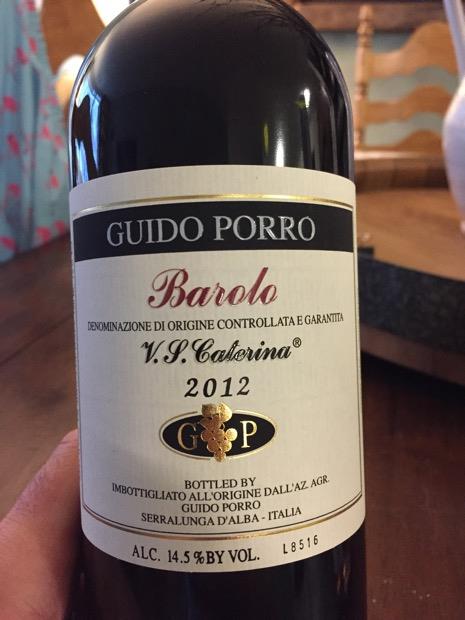 GUIDO PORRO
Barolo
DENOMINAZIONE DI ORIGINE CONTROLLATA E GARANTITA
V.S. Caterina®
2012
G P
BOTTLED BY
IMBOTTIGLIATO ALL'ORIGINE DALL'AZ. AGR.
GUIDO PORRO
SERRALUNGA D'ALBA - ITALIA
ALC. 14.5 % BY VOL. L8516